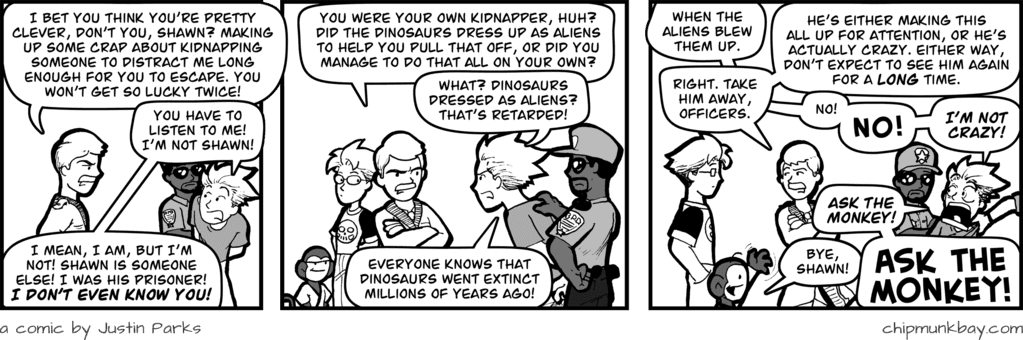 I BET YOU THINK YOU'RE PRETTY
CLEVER, DON'T YOU, SHAWN? MAKING
UP SOME CRAP ABOUT KIDNAPPING
SOMEONE TO DISTRACT ME LONG
ENOUGH FOR YOU TO ESCAPE. YOU
WON'T GET SO LUCKY TWICE!
YOU HAVE TO
LISTEN TO ME!
I'M NOT SHAWN!
I MEAN, I AM, BUT I'M
NOT! SHAWN IS SOMEONE
ELSE! I WAS HIS PRISONER!
I DON'T EVEN KNOW YOU!
YOU WERE YOUR OWN KIDNAPPER, HUH?
DID THE DINOSAURS DRESS UP AS ALIENS
TO HELP YOU PULL THAT OFF, OR DID YOU
MANAGE TO DO THAT ALL ON YOUR OWN?
WHAT? DINOSAURS
DRESSED AS ALIENS?
THAT'S RETARDED!
EVERYONE KNOWS THAT
DINOSAURS WENT EXTINCT
MILLIONS OF YEARS AGO!
WHEN THE
ALIENS BLEW
THEM UP.
RIGHT. TAKE
HIM AWAY,
OFFICERS.
HE'S EITHER MAKING THIS
ALL UP FOR ATTENTION, OR HE'S
ACTUALLY CRAZY. EITHER WAY,
DON'T EXPECT TO SEE HIM AGAIN
FOR A LONG TIME.
NO!
NO!
I'M NOT
CRAZY!
ASK THE
MONKEY!
ASK THE
MONKEY!
BYE,
SHAWN!
a comic by Justin Parks
chipmunkbay.com